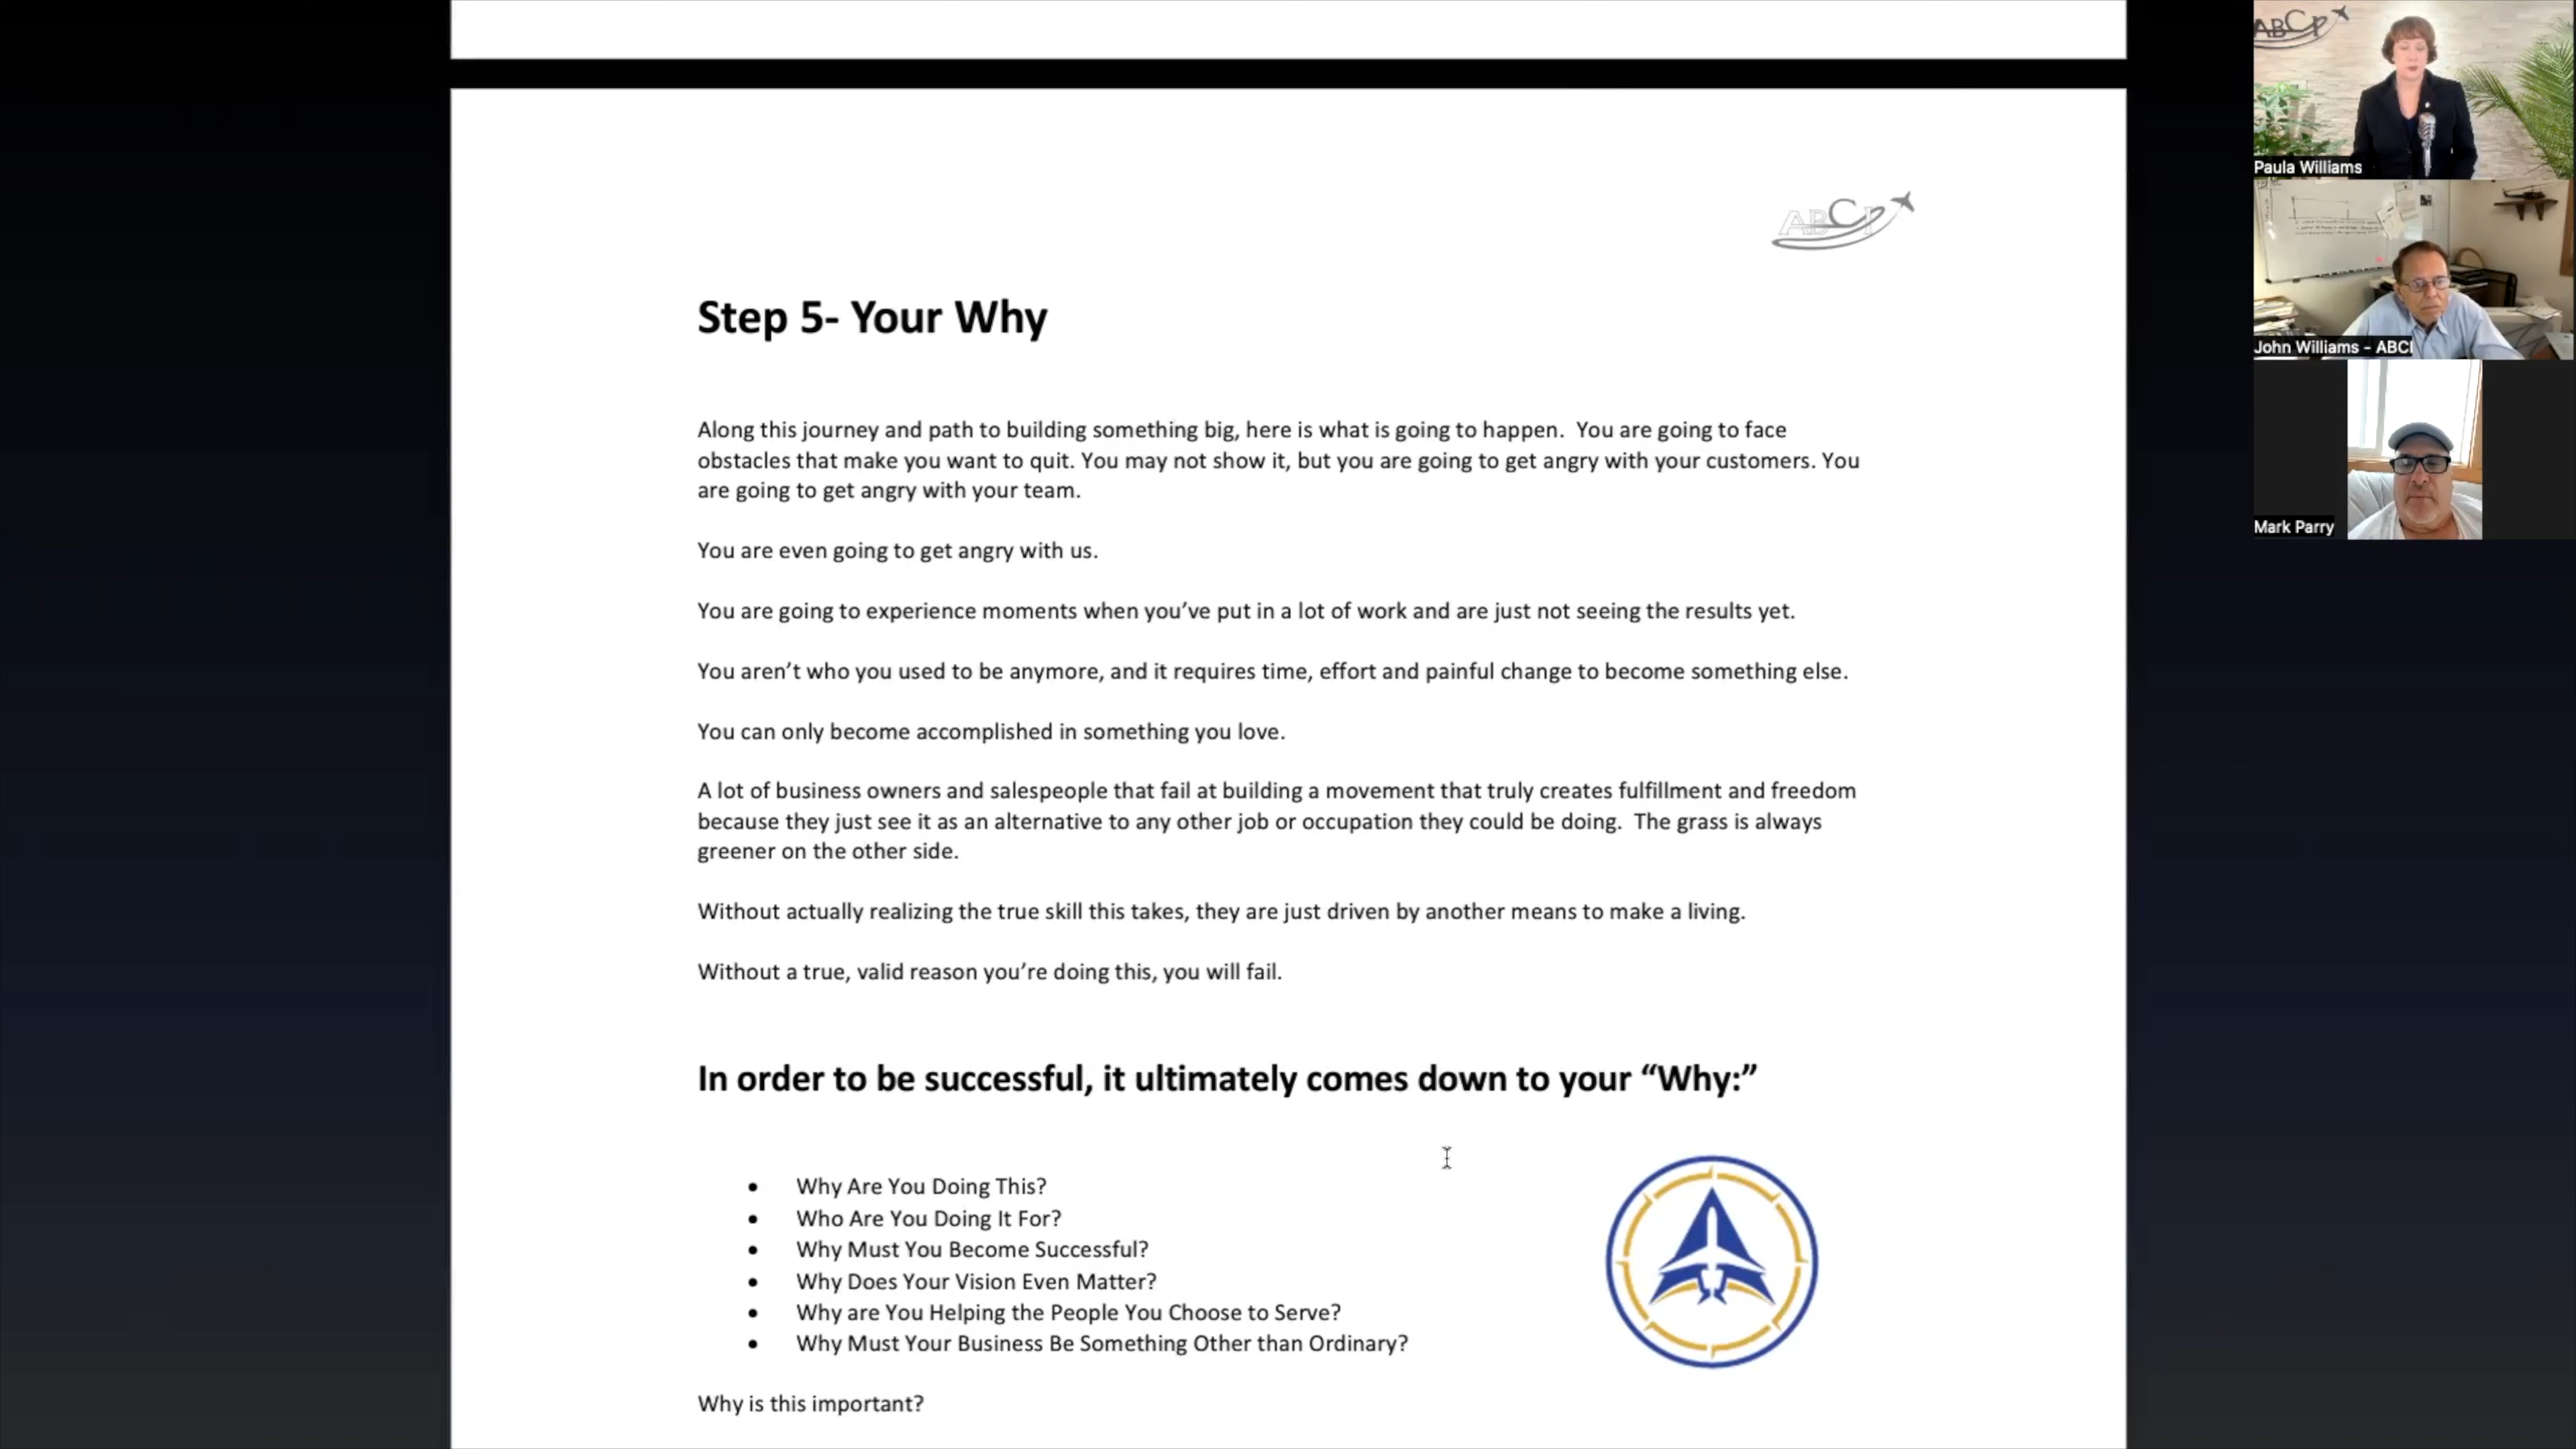 Step 5- Your Why
Along this journey and path to building something big, here is what is going to happen.  You are going to face
obstacles that make you want to quit. You may not show it, but you are going to get angry with your customers. You
are going to get angry with your team.
You are even going to get angry with us.
You are going to experience moments when you’ve put in a lot of work and are just not seeing the results yet.
You aren’t who you used to be anymore, and it requires time, effort and painful change to become something else.
You can only become accomplished in something you love.
A lot of business owners and salespeople that fail at building a movement that truly creates fulfillment and freedom
because they just see it as an alternative to any other job or occupation they could be doing.  The grass is always
greener on the other side.
Without actually realizing the true skill this takes, they are just driven by another means to make a living.
Without a true, valid reason you’re doing this, you will fail.
In order to be successful, it ultimately comes down to your “Why:”
• Why Are You Doing This?
• Who Are You Doing It For?
• Why Must You Become Successful?
• Why Does Your Vision Even Matter?
• Why are You Helping the People You Choose to Serve?
• Why Must Your Business Be Something Other than Ordinary?
Why is this important?
ABCI
ABCI
Paula Williams
John Williams - ABCI
Mark Parry